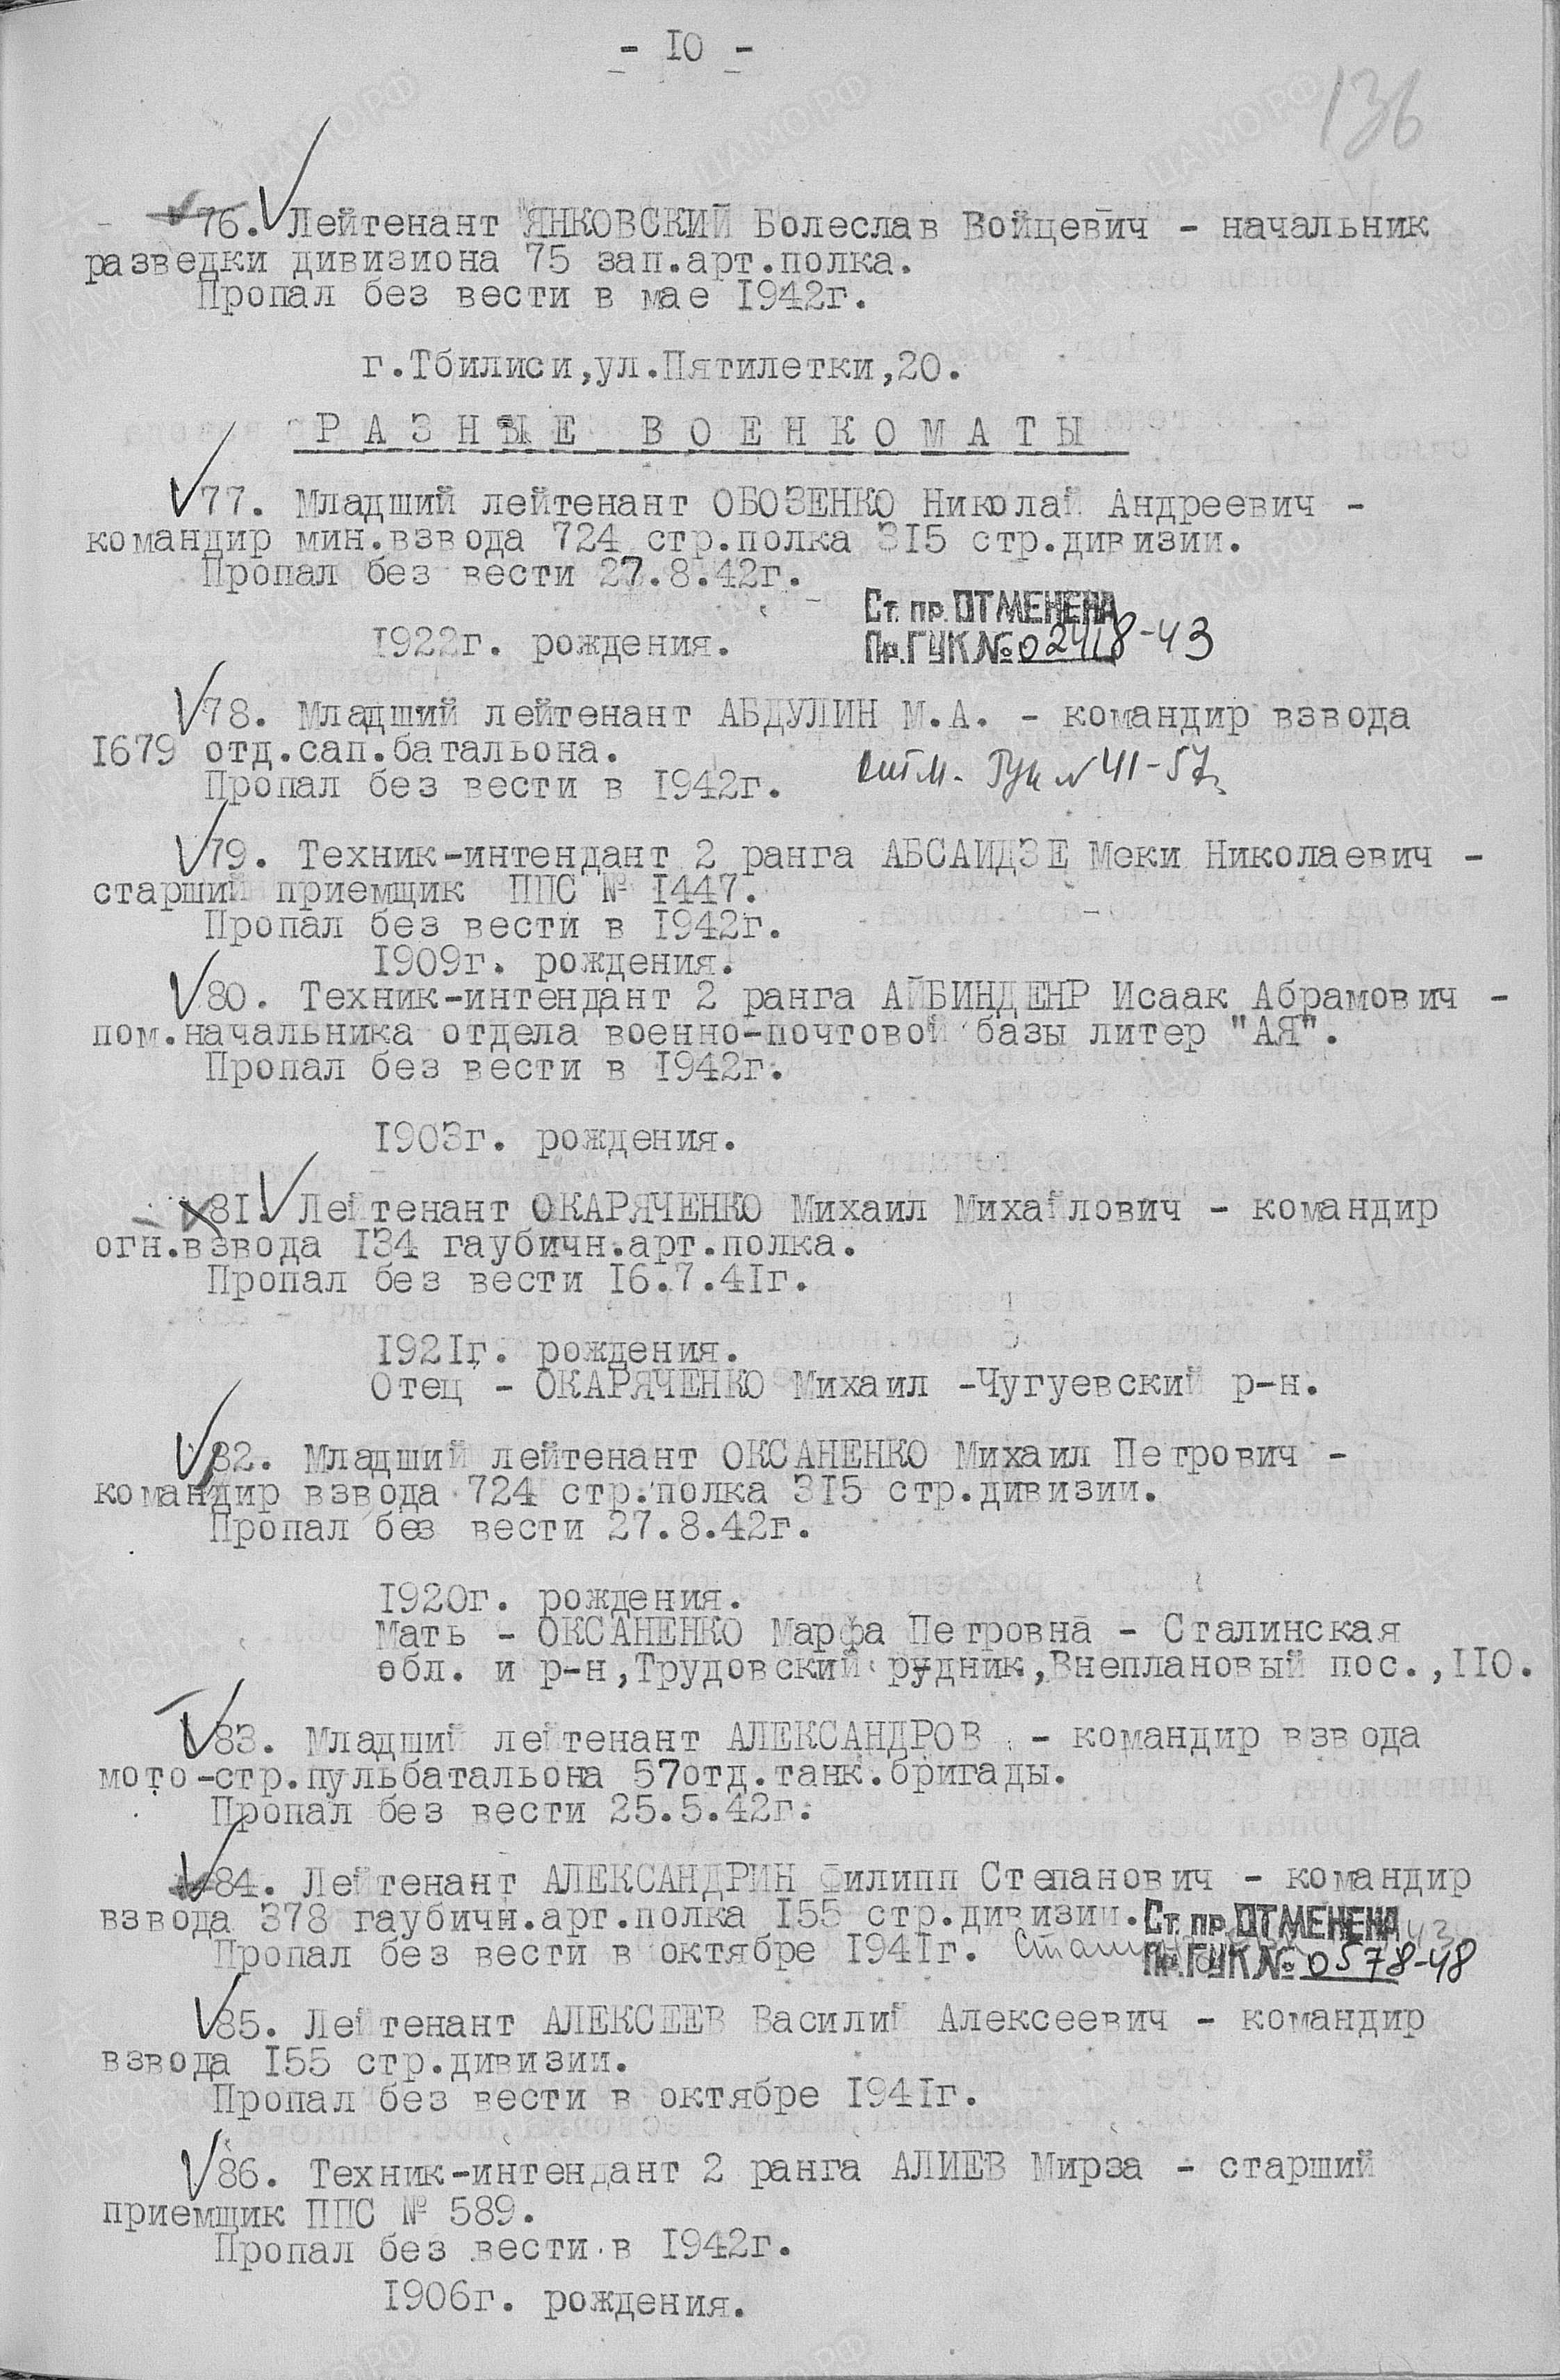 - 10 -
136
76. Лейтенант ЯНКОВСКИЙ Болеслав Войцевич - начальник
разведки дивизиона 75 зап.арт.полка.
Пропал без вести в мае 1942г.
г.Тбилиси,ул.Пятилетки,20.
РАЗНЫЕ ВОЕНКОМАТЫ
77. Младший лейтенант ОБОЗЕНКО Николай Андреевич -
командир мин.взвода 724 стр.полка 315 стр.дивизии.
Пропал без вести 27.8.42г.
Ст. пр. ОТМЕНЕНА
1922г. рождения.
Пр. ГУК № 02418-43
78. Младший лейтенант АБДУЛИН М.А. - командир взвода
1679 отд.сап.батальона.
Пропал без вести в 1942г.
ГУК № 41-57г
79. Техник-интендант 2 ранга АБСАИДЗЕ Меки Николаевич -
старший приемщик ППС № 1447.
Пропал без вести в 1942г.
1909г. рождения.
80. Техник-интендант 2 ранга АЙБИНДЕНР Исаак Абрамович -
пом.начальника отдела военно-почтовой базы литер "АЯ".
Пропал без вести в 1942г.
1903г. рождения.
81. Лейтенант ОКАРЯЧЕНКО Михаил Михайлович - командир
огн.взвода 134 гаубичн.арт.полка.
Пропал без вести 16.7.41г.
1921г. рождения.
Отец - ОКАРЯЧЕНКО Михаил -Чугуевский р-н.
82. Младший лейтенант ОКСАНЕНКО Михаил Петрович -
командир взвода 724 стр.полка 315 стр.дивизии.
Пропал без вести 27.8.42г.
1920г. рождения.
Мать - ОКСАНЕНКО Марфа Петровна - Сталинская
обл. и р-н,Трудовский рудник,Внеплановый пос.,110.
83. Младший лейтенант АЛЕКСАНДРОВ - командир взвода
мото-стр.пульбатальона 57отд.танк.бригады.
Пропал без вести 25.5.42г.
84. Лейтенант АЛЕКСАНДРИН Филипп Степанович - командир
взвода 378 гаубичн.арт.полка 155 стр.дивизии.
Ст. пр. ОТМЕНЕНА
Пропал без вести в октябре 1941г.
Пр. ГУК № 0578-48
85. Лейтенант АЛЕКСЕЕВ Василий Алексеевич - командир
взвода 155 стр.дивизии.
Пропал без вести в октябре 1941г.
86. Техник-интендант 2 ранга АЛИЕВ Мирза - старший
приемщик ППС № 589.
Пропал без вести в 1942г.
1906г. рождения.